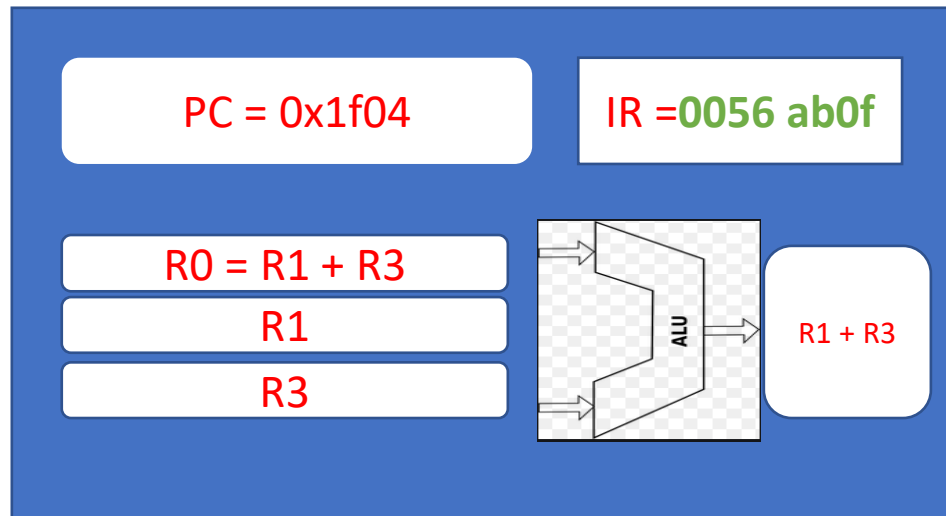 PC = 0x1f04
IR =0056 ab0f
R0 = R1 + R3
R1
R3
ALU
R1 + R3